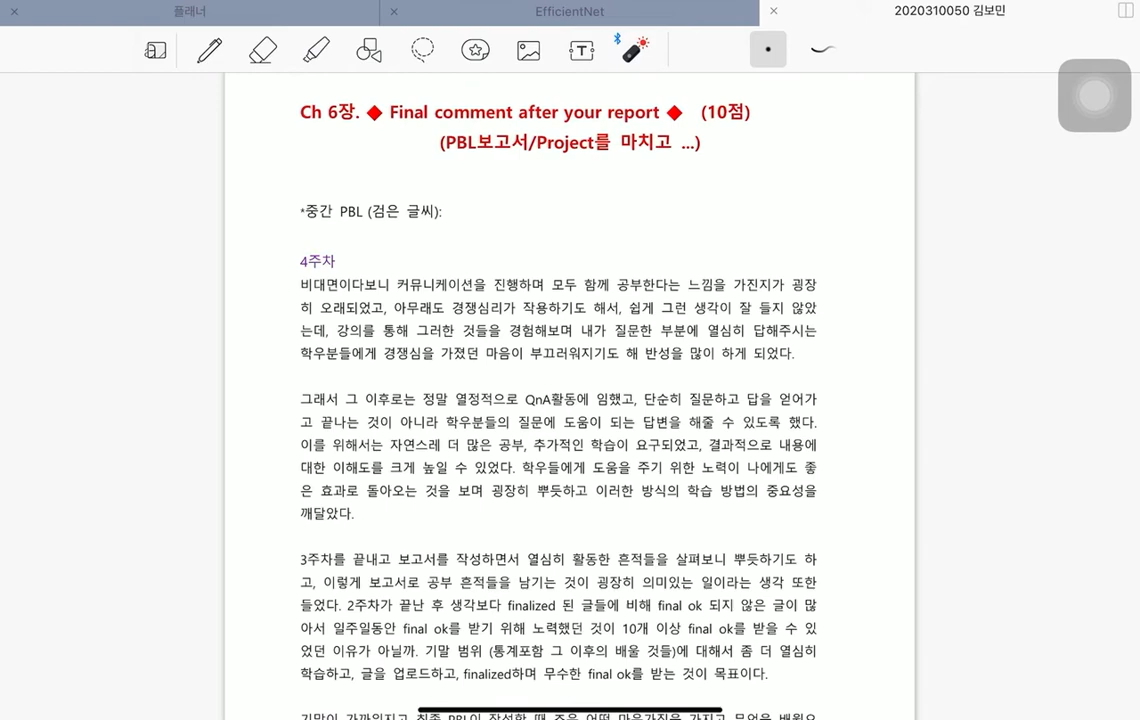 플래너
EfficientNet
2020310050 김보민
Ch 6장. ◆ Final comment after your report ◆ (10점)
(PBL보고서/Project를 마치고 ...)
*중간 PBL (검은 글씨):
4주차
비대면이다보니 커뮤니케이션을 진행하며 모두 함께 공부한다는 느낌을 가진지가 굉장
히 오래되었고, 아무래도 경쟁심리가 작용하기도 해서, 쉽게 그런 생각이 잘 들지 않았
는데, 강의를 통해 그러한 것들을 경험해보며 내가 질문한 부분에 열심히 답해주시는
학우분들에게 경쟁심을 가졌던 마음이 부끄러워지기도 해 반성을 많이 하게 되었다.
그래서 그 이후로는 정말 열정적으로 QnA활동에 임했고, 단순히 질문하고 답을 얻어가
고 끝나는 것이 아니라 학우분들의 질문에 도움이 되는 답변을 해줄 수 있도록 했다.
이를 위해서는 자연스레 더 많은 공부, 추가적인 학습이 요구되었고, 결과적으로 내용에
대한 이해도를 크게 높일 수 있었다. 학우들에게 도움을 주기 위한 노력이 나에게도 좋
은 효과로 돌아오는 것을 보며 굉장히 뿌듯하고 이러한 방식의 학습 방법의 중요성을
깨달았다.
3주차를 끝내고 보고서를 작성하면서 열심히 활동한 흔적들을 살펴보니 뿌듯하기도 하
고, 이렇게 보고서로 공부 흔적들을 남기는 것이 굉장히 의미있는 일이라는 생각 또한
들었다. 2주차가 끝난 후 생각보다 finalized 된 글들에 비해 final ok 되지 않은 글이 많
아서 일주일동안 final ok를 받기 위해 노력했던 것이 10개 이상 final ok를 받을 수 있
었던 이유가 아닐까. 기말 범위 (통계포함 그 이후의 배울 것들)에 대해서 좀 더 열심히
학습하고, 글을 업로드하고, finalized하며 무수한 final ok를 받는 것이 목표이다.